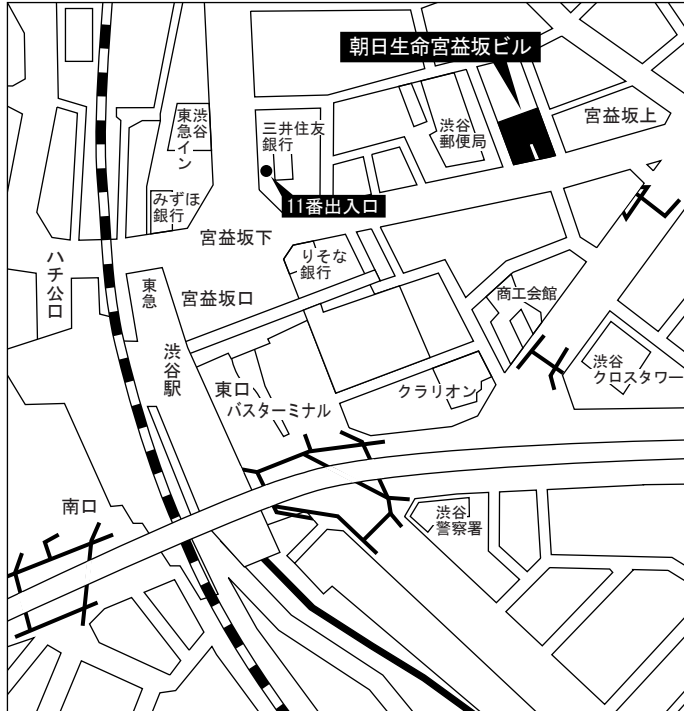 朝日生命宮益坂ビル
宮益坂上
渋谷
東急イン
三井住友
銀行
渋谷
郵便局
みずほ
銀行
11番出入口
宮益坂下
りそな
銀行
ハチ公口
東急
宮益坂口
商工会館
渋谷駅
東口
バスターミナル
クラリオン
渋谷
クロスタワー
南口
渋谷
警察署